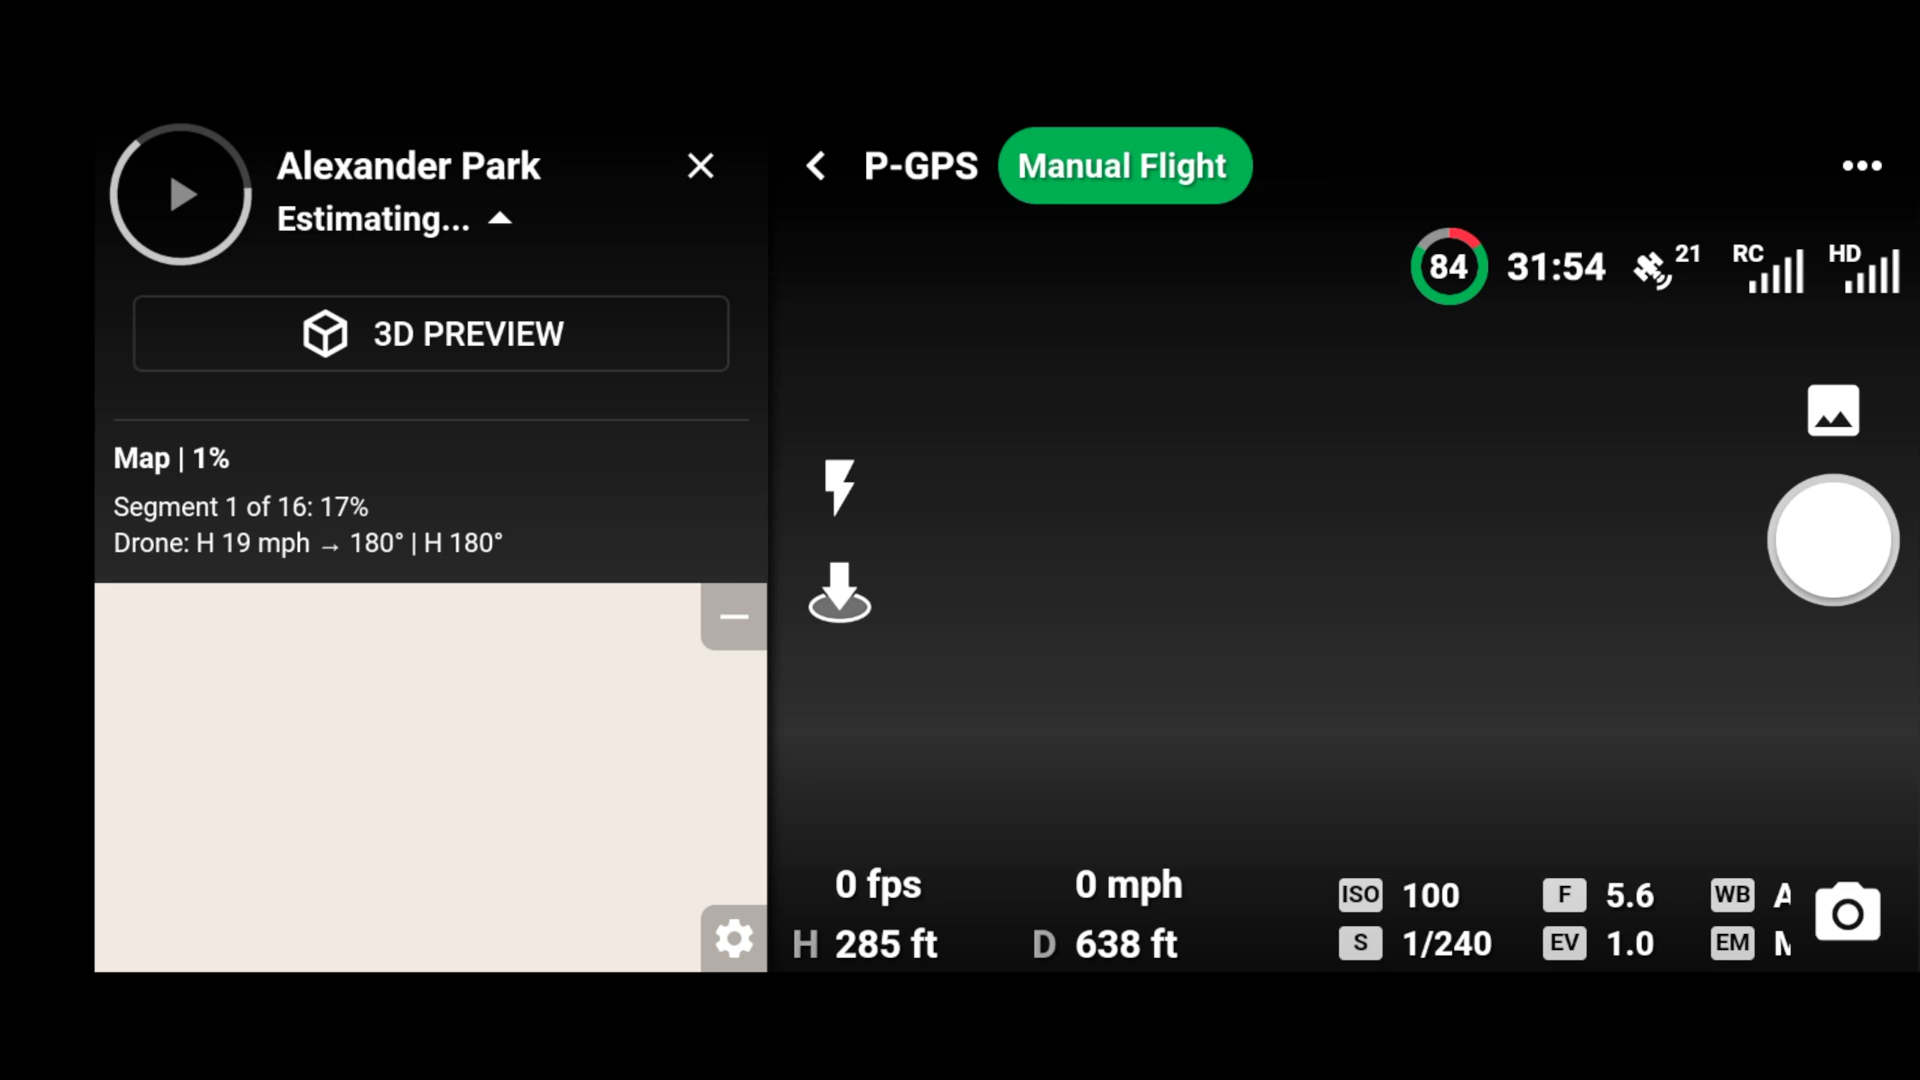 Alexander Park
Estimating...
3D PREVIEW
Map | 1%
Segment 1 of 16: 17%
Drone: H 19 mph → 180° | H 180°
P-GPS Manual Flight
84 31:54 21 RC HD
0 fps 0 mph
H 285 ft D 638 ft
ISO 100 F 5.6 WB
S 1/240 EV 1.0 EM